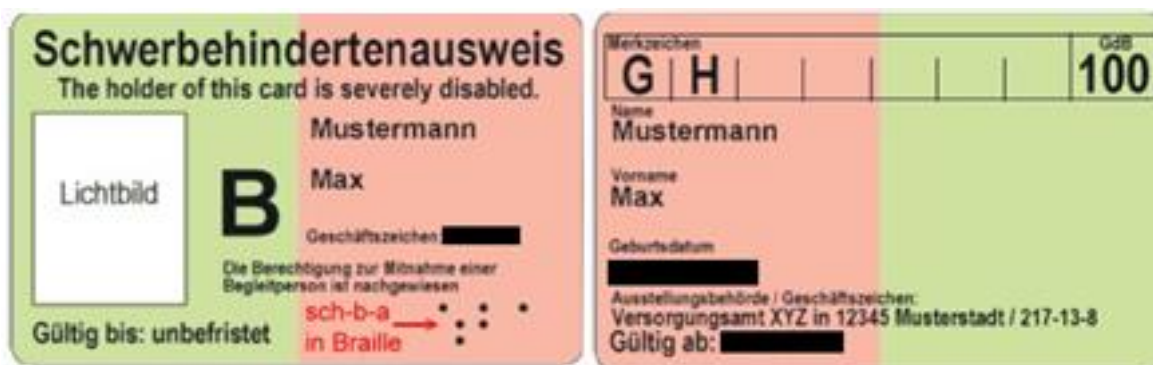 Schwerbehindertenausweis
The holder of this card is severely disabled.
Lichtbild
B
Mustermann
Max
Geschäftszeichen:
Die Berechtigung zur Mitnahme einer
Begleitperson ist nachgewiesen
sch-b-a
in Braille
Gültig bis: unbefristet
Merkzeichen
GdB
G H 100
Name
Mustermann
Vorname
Max
Geburtsdatum
Ausstellungsbehörde / Geschäftszeichen:
Versorgungsamt XYZ in 12345 Musterstadt / 217-13-8
Gültig ab: